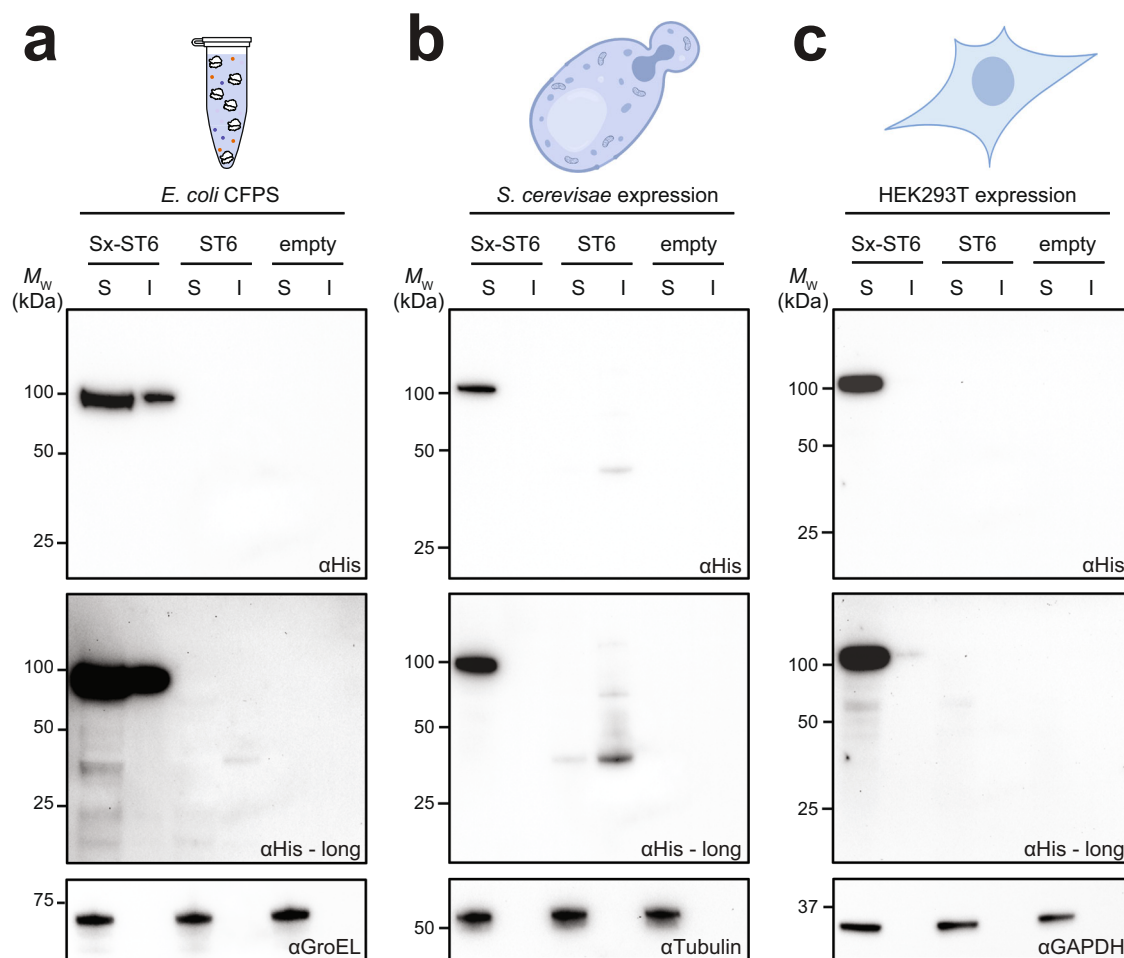 a
b
c
E. coli CFPS
S. cerevisae expression
HEK293T expression
Sx-ST6 ST6 empty
Sx-ST6 ST6 empty
Sx-ST6 ST6 empty
Mw
(kDa)
S I S I S I
Mw
(kDa)
S I S I S I
Mw
(kDa)
S I S I S I
100
50
25
αHis
100
50
25
αHis
100
50
25
αHis
100
50
25
αHis - long
100
50
25
αHis - long
100
50
25
αHis - long
75
αGroEL
50
αTubulin
37
αGAPDH